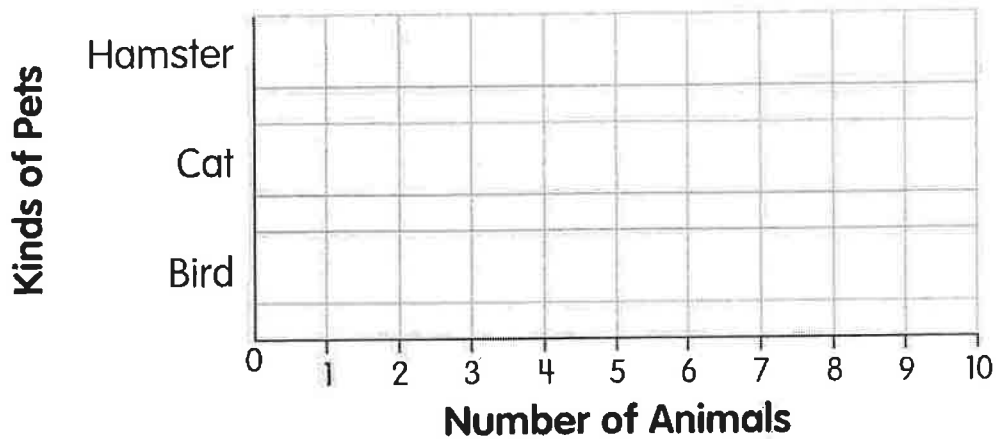 Kinds of Pets
Hamster
Cat
Bird
0 1 2 3 4 5 6 7 8 9 10
Number of Animals